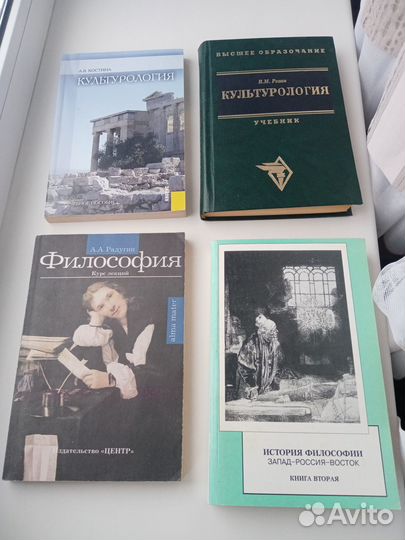 А.В. КОСТИНА
КУЛЬТУРОЛОГИЯ
ПОСОБИЕ
ВЫСШЕЕ ОБРАЗОВАНИЕ
В.М. Розин
КУЛЬТУРОЛОГИЯ
УЧЕБНИК
А.А. Радугин
Философия
Курс лекций
alma mater
издательство «ЦЕНТР»
ИСТОРИЯ ФИЛОСОФИИ
ЗАПАД-РОССИЯ-ВОСТОК
КНИГА ВТОРАЯ
Avito